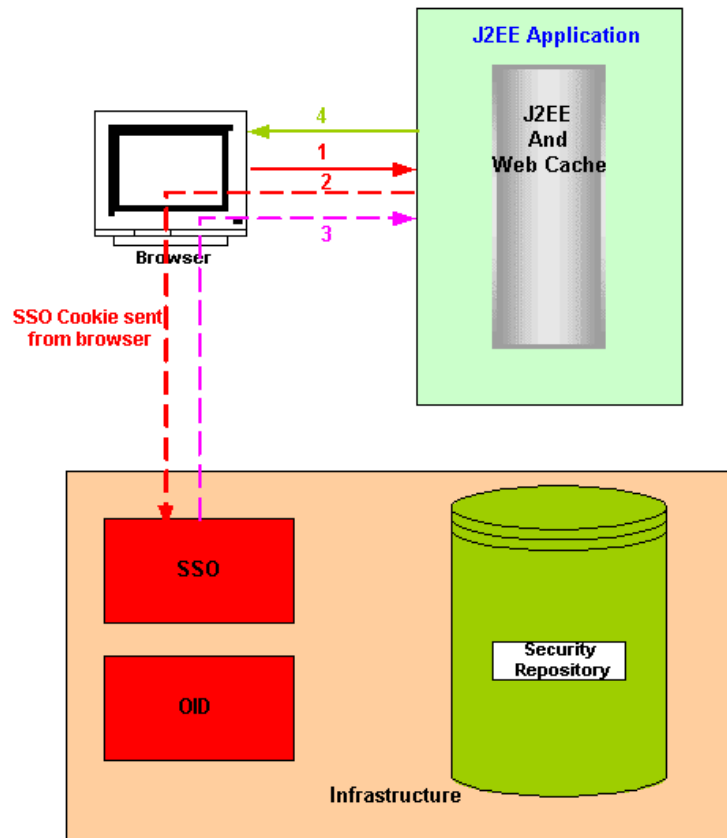 J2EE Application
J2EE
And
Web Cache
4
1
2
3
Browser
SSO Cookie sent
from browser
SSO
OID
Security
Repository
Infrastructure